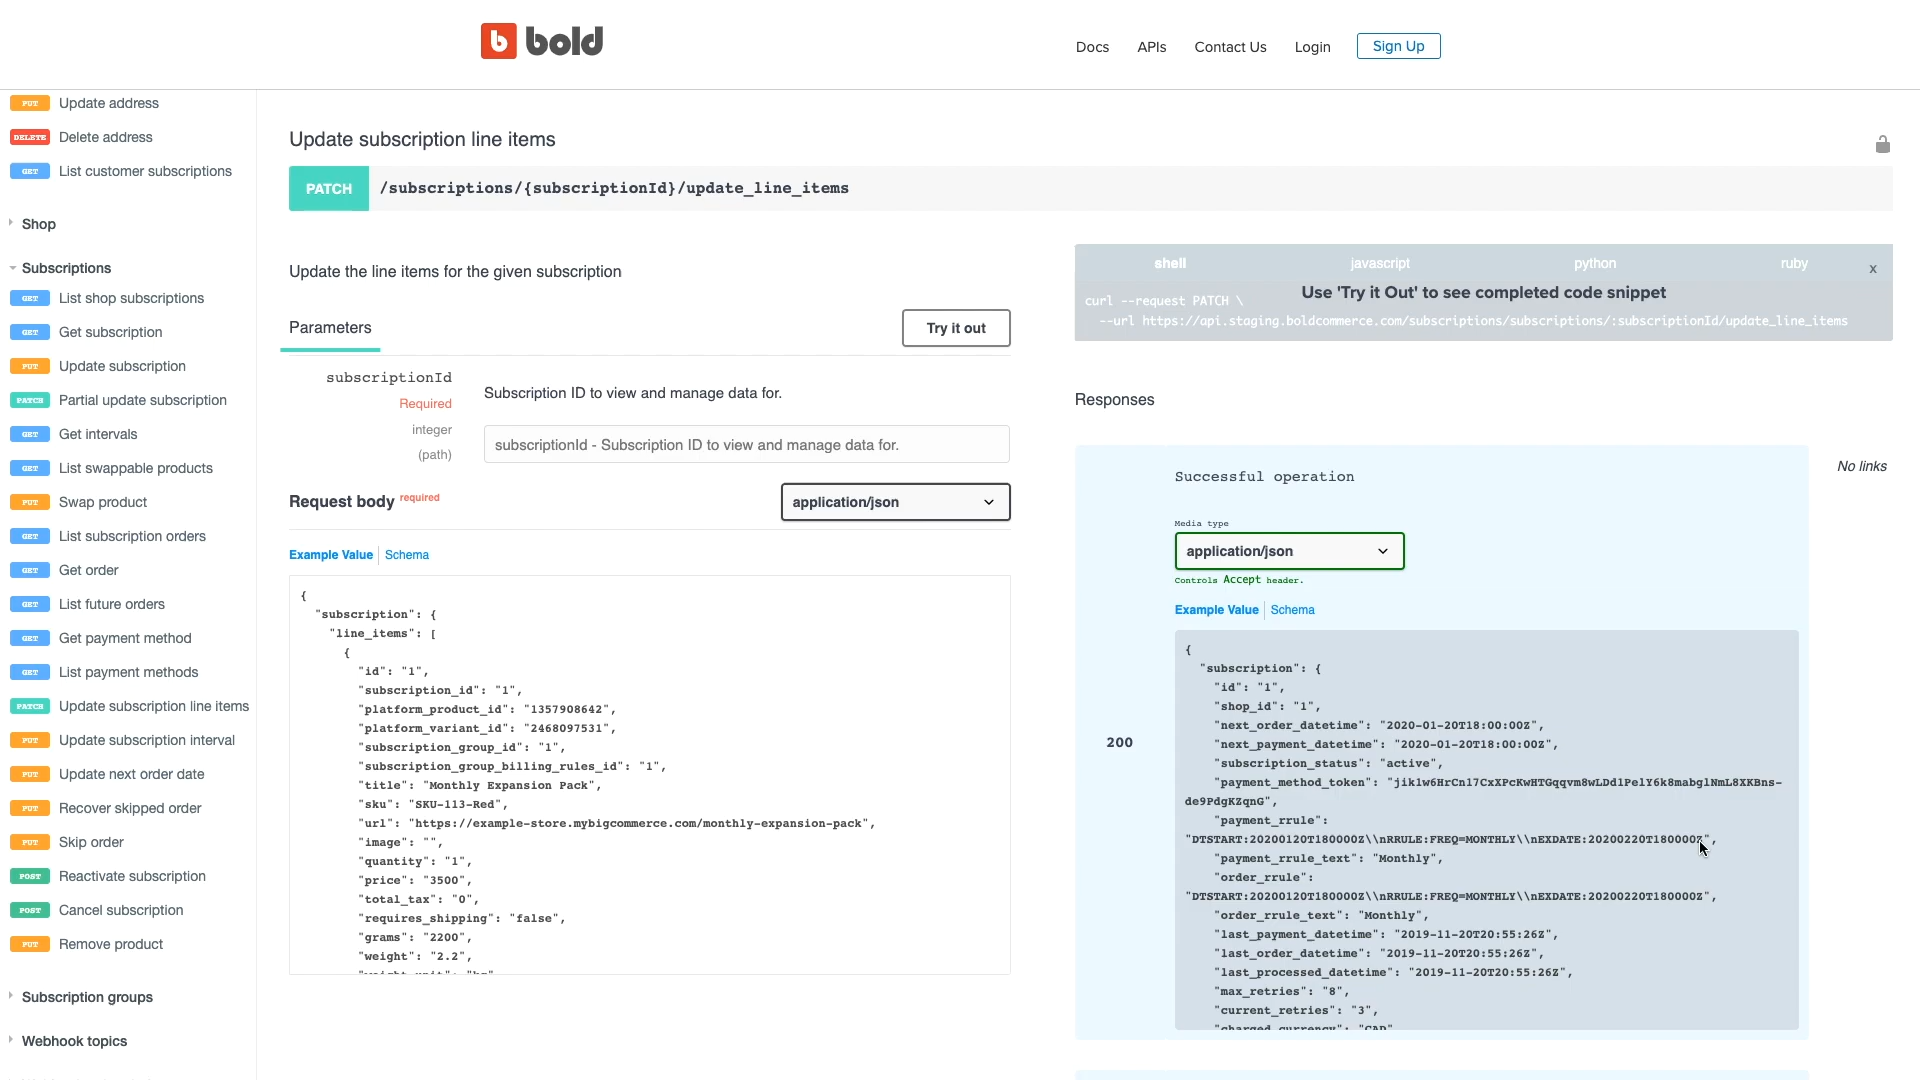 bold
Docs
APIs
Contact Us
Login
Sign Up
PUT Update address
DELETE Delete address
GET List customer subscriptions
Shop
Subscriptions
GET List shop subscriptions
GET Get subscription
PUT Update subscription
PATCH Partial update subscription
GET Get intervals
GET List swappable products
PUT Swap product
GET List subscription orders
GET Get order
GET List future orders
GET Get payment method
GET List payment methods
PATCH Update subscription line items
PUT Update subscription interval
PUT Update next order date
PUT Recover skipped order
PUT Skip order
POST Reactivate subscription
POST Cancel subscription
PUT Remove product
Subscription groups
Webhook topics
Update subscription line items
PATCH /subscriptions/{subscriptionId}/update_line_items
Update the line items for the given subscription
Parameters
Try it out
subscriptionId
Required
integer
(path)
Subscription ID to view and manage data for.
subscriptionId - Subscription ID to view and manage data for.
Request body required
application/json
Example Value
Schema
{
"subscription": {
"line_items": [
{
"id": "1",
"subscription_id": "1",
"platform_product_id": "1357908642",
"platform_variant_id": "2468097531",
"subscription_group_id": "1",
"subscription_group_billing_rules_id": "1",
"title": "Monthly Expansion Pack",
"sku": "SKU-113-Red",
"url": "https://example-store.mybigcommerce.com/monthly-expansion-pack",
"image": "",
"quantity": "1",
"price": "3500",
"total_tax": "0",
"requires_shipping": "false",
"grams": "2200",
"weight": "2.2",
shell
javascript
python
ruby
x
Use 'Try it Out' to see completed code snippet
curl --request PATCH \
--url https://api.staging.boldcommerce.com/subscriptions/subscriptions/:subscriptionId/update_line_items
Responses
200
Successful operation
No links
Media type
application/json
Controls Accept header.
Example Value
Schema
{
"subscription": {
"id": "1",
"shop_id": "1",
"next_order_datetime": "2020-01-20T18:00:00Z",
"next_payment_datetime": "2020-01-20T18:00:00Z",
"subscription_status": "active",
"payment_method_token": "jik1w6HrCn17CxXPcKwHTGqqvm8wLDd1PelY6k8mabglNmL8XKBns-
de9PdgKZqnG",
"payment_rrule":
"DTSTART:20200120T180000Z\\nRRULE:FREQ=MONTHLY\\nEXDATE:20200220T180000Z",
"payment_rrule_text": "Monthly",
"order_rrule":
"DTSTART:20200120T180000Z\\nRRULE:FREQ=MONTHLY\\nEXDATE:20200220T180000Z",
"order_rrule_text": "Monthly",
"last_payment_datetime": "2019-11-20T20:55:26Z",
"last_order_datetime": "2019-11-20T20:55:26Z",
"last_processed_datetime": "2019-11-20T20:55:26Z",
"max_retries": "8",
"current_retries": "3",
"charged_currency": "CAD"